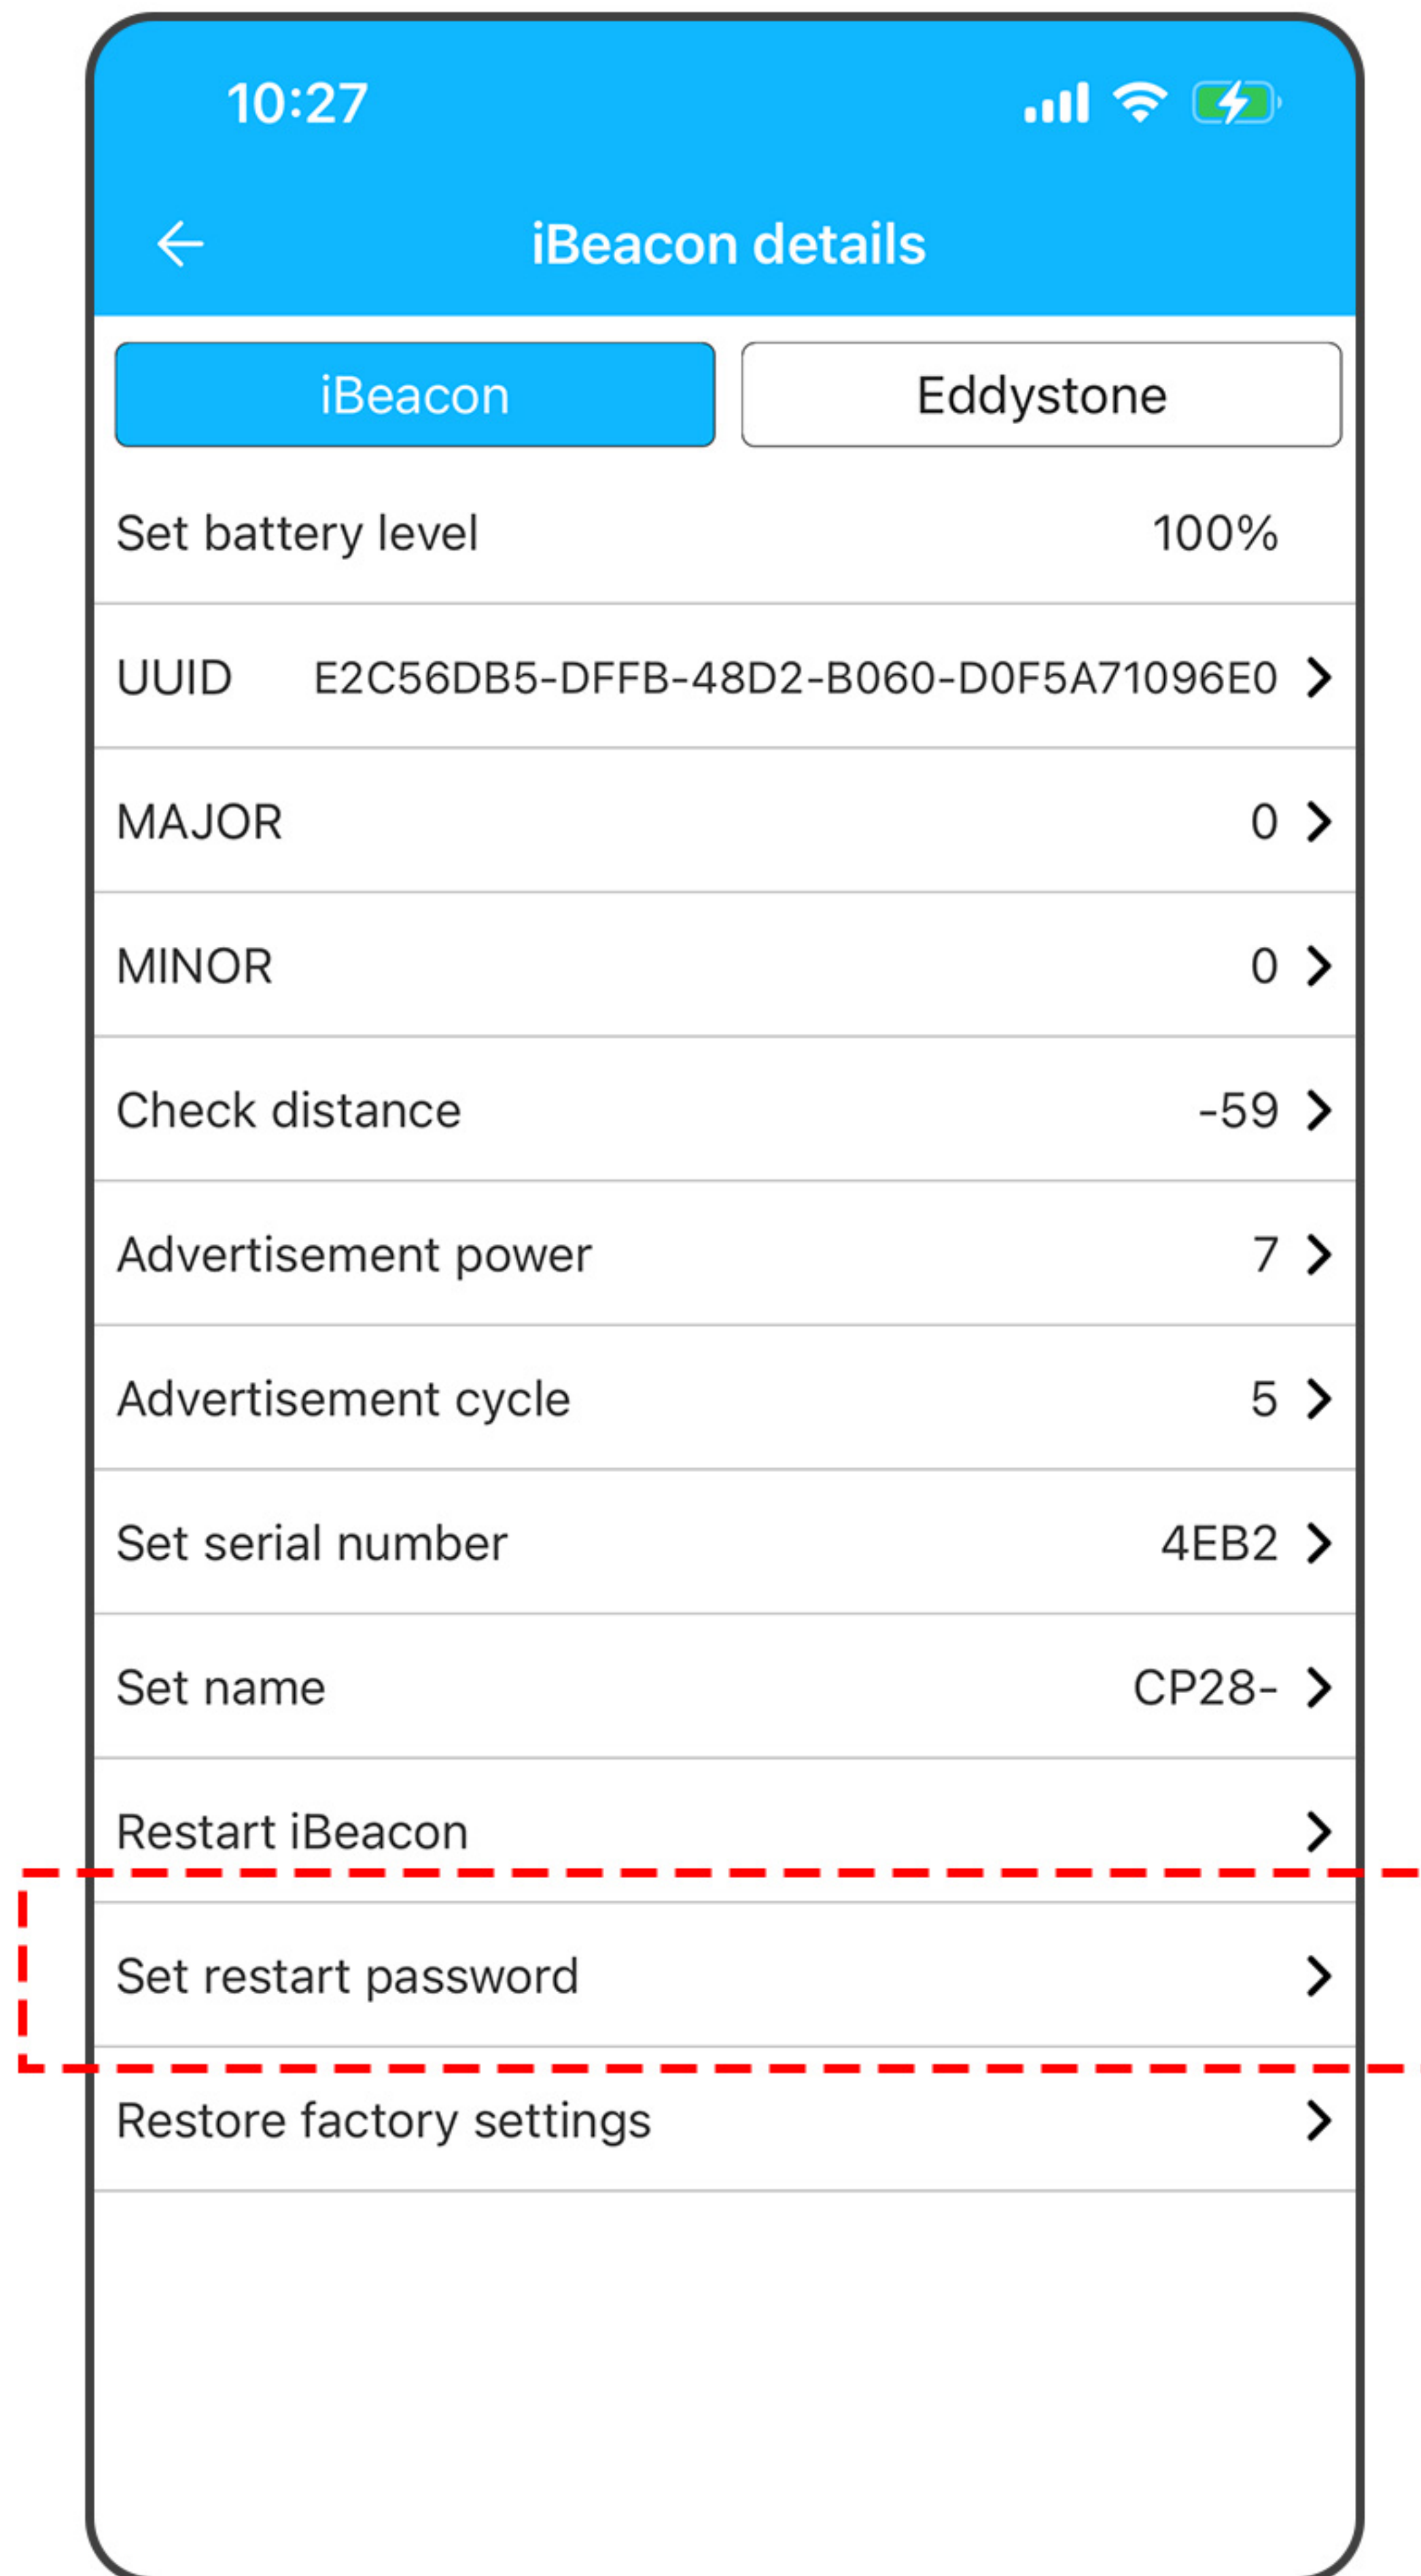 10:27
iBeacon details
iBeacon Eddystone
Set battery level 100%
UUID E2C56DB5-DFFB-48D2-B060-D0F5A71096E0
MAJOR 0
MINOR 0
Check distance -59
Advertisement power 7
Advertisement cycle 5
Set serial number 4EB2
Set name CP28-
Restart iBeacon
Set restart password
Restore factory settings